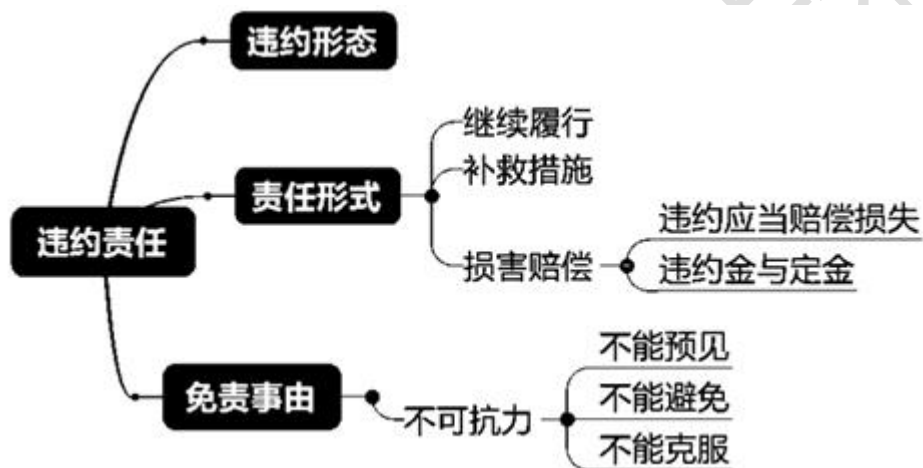 违约形态
继续履行
补救措施
责任形式
违约责任
违约应当赔偿损失
损害赔偿
违约金与定金
不能预见
免责事由
不可抗力
不能避免
不能克服